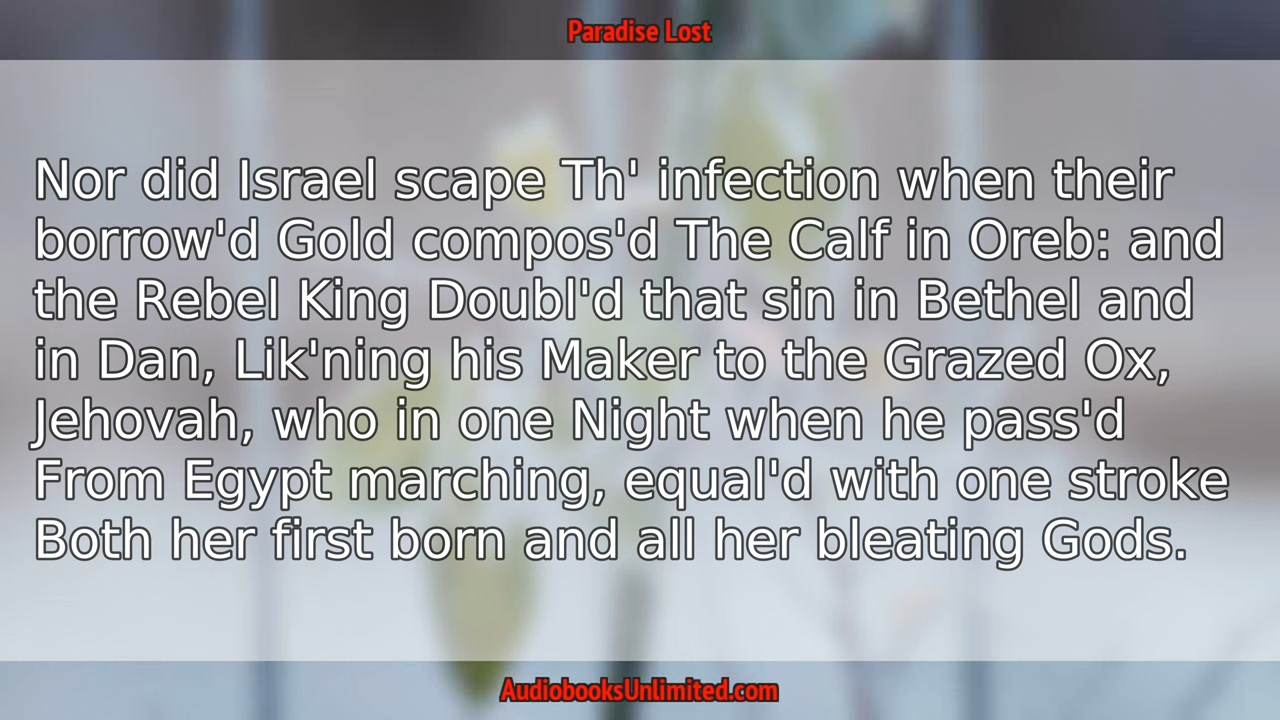 Paradise Lost
Nor did Israel scape Th' infection when their
borrow'd Gold compos'd The Calf in Oreb: and
the Rebel King Doubl'd that sin in Bethel and
in Dan, Lik'ning his Maker to the Grazed Ox,
Jehovah, who in one Night when he pass'd
From Egypt marching, equal'd with one stroke
Both her first born and all her bleating Gods.
AudiobooksUnlimited.com